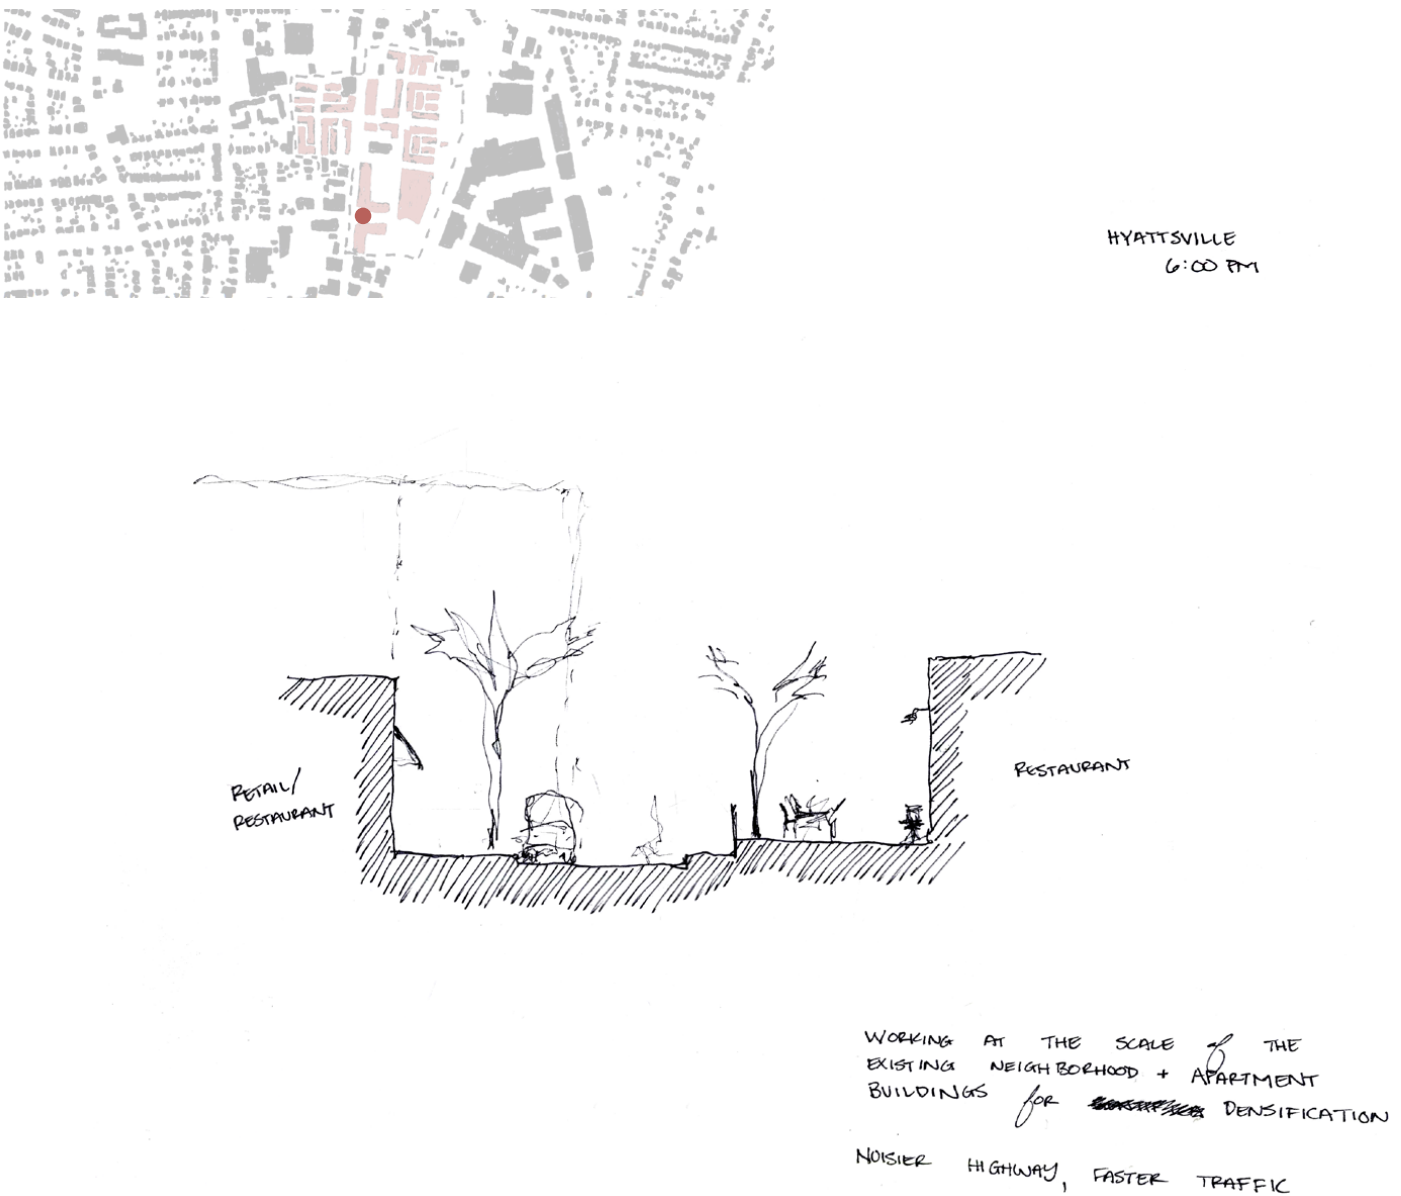 HYATTSVILLE
6:00 PM
RETAIL/
RESTAURANT
RESTAURANT
WORKING AT THE SCALE of THE
EXISTING NEIGHBORHOOD + APARTMENT
BUILDINGS for DENSIFICATION
NOISIER HIGHWAY, FASTER TRAFFIC